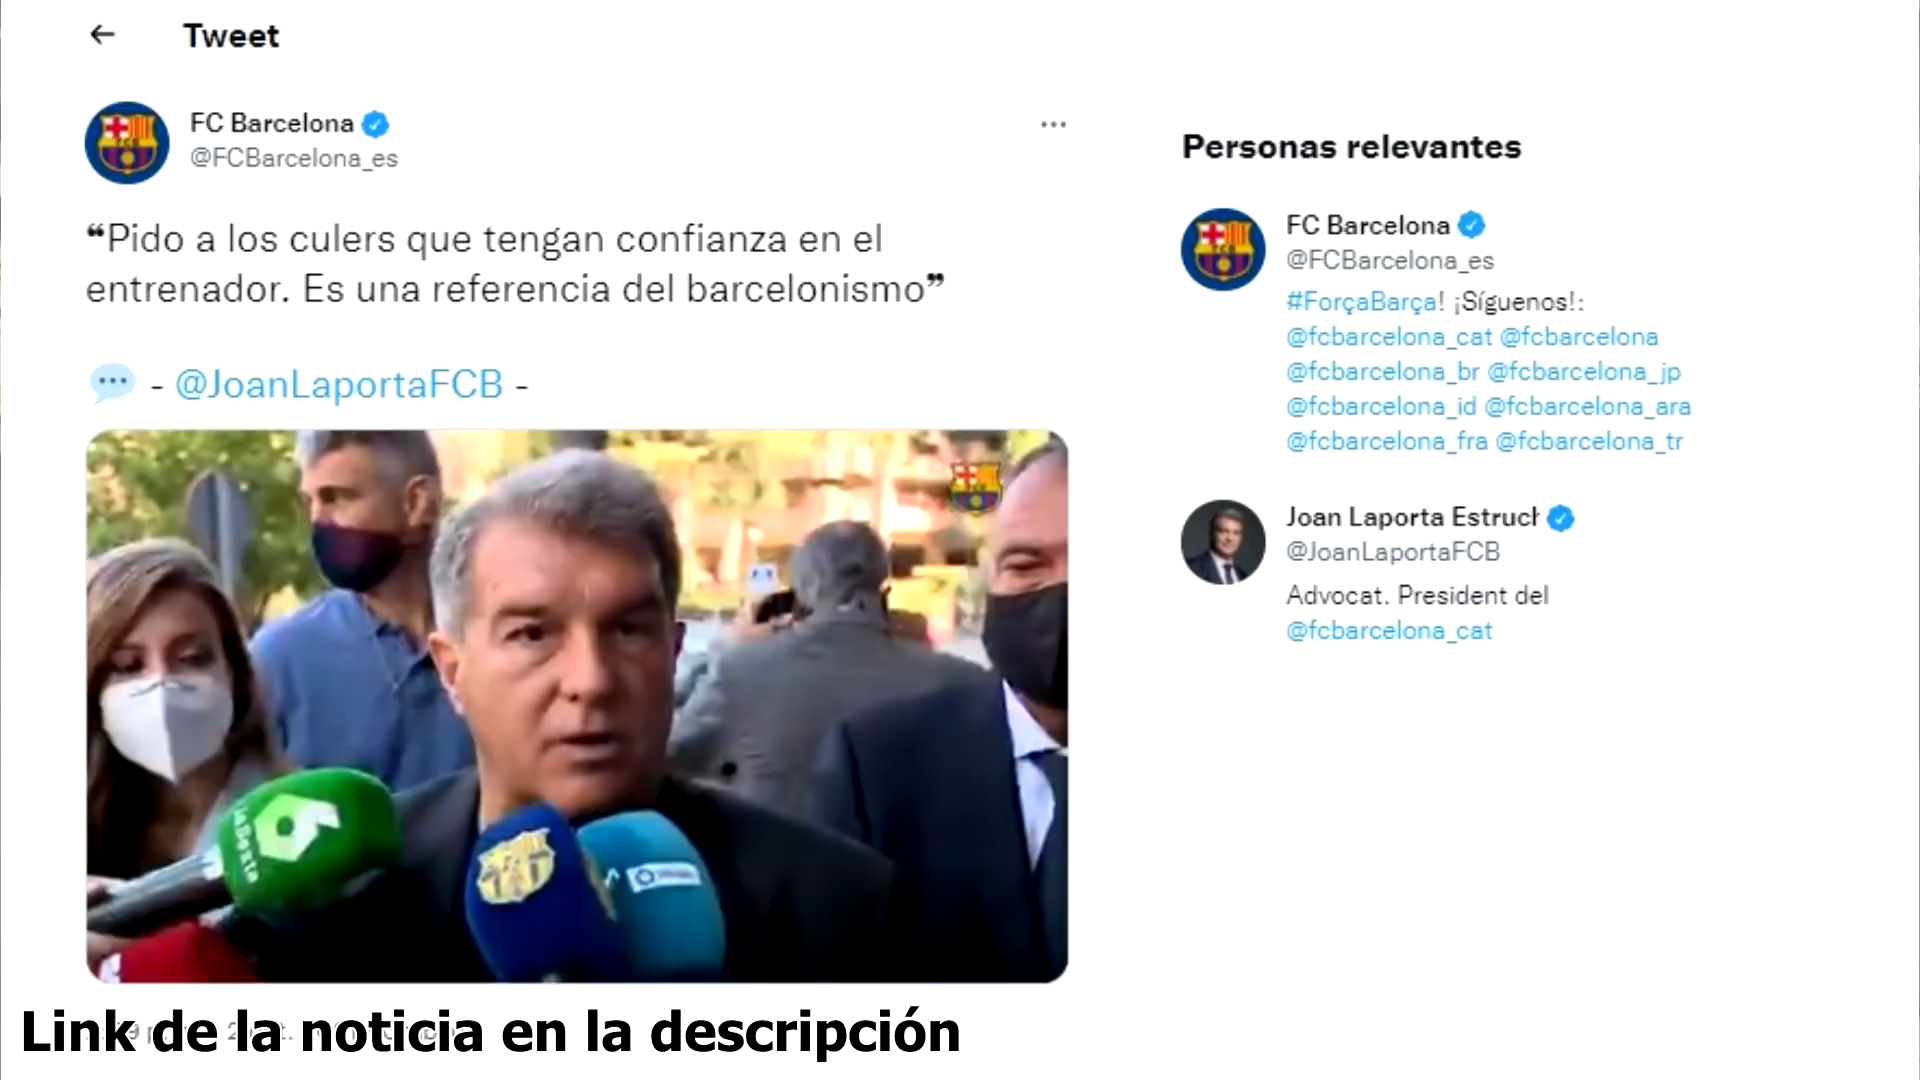 Tweet
FC Barcelona
@FCBarcelona_es
“Pido a los culers que tengan confianza en el
entrenador. Es una referencia del barcelonismo”
- @JoanLaportaFCB -
laSexta
Link de la noticia en la descripción
Personas relevantes
FC Barcelona
@FCBarcelona_es
#ForçaBarça! ¡Síguenos!:
@fcbarcelona_cat @fcbarcelona
@fcbarcelona_br @fcbarcelona_jp
@fcbarcelona_id @fcbarcelona_ara
@fcbarcelona_fra @fcbarcelona_tr
Joan Laporta Estruch
@JoanLaportaFCB
Advocat. President del
@fcbarcelona_cat